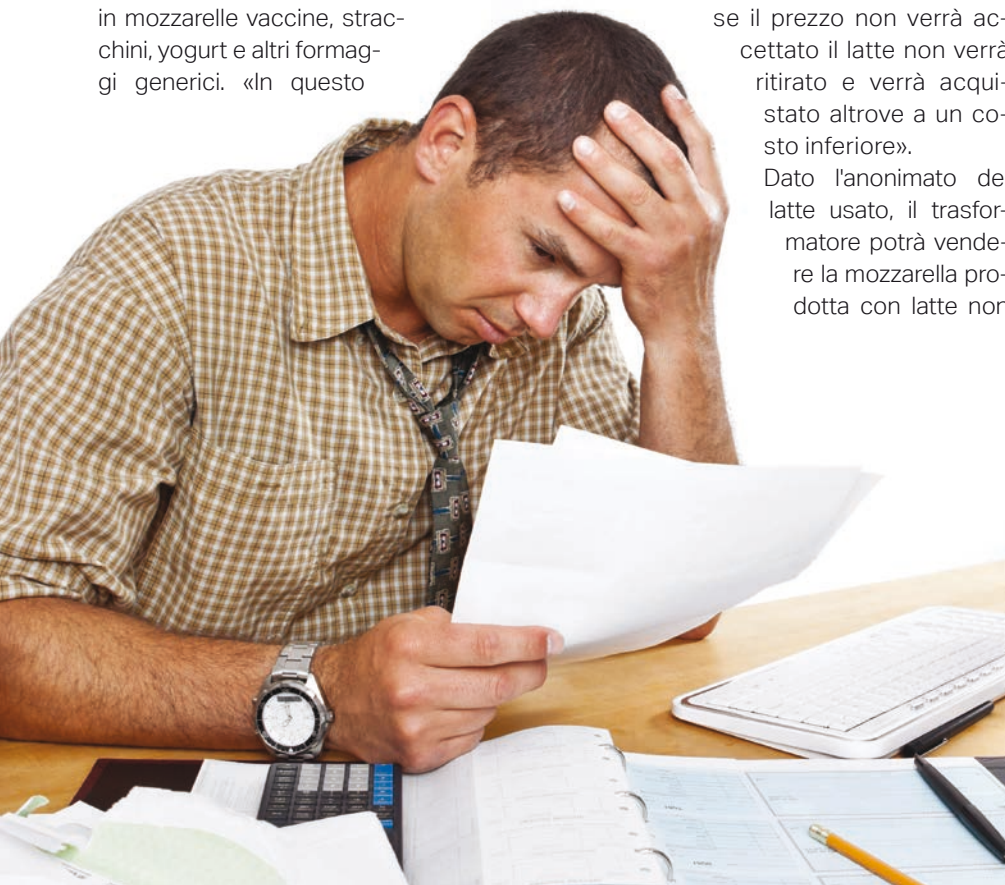 in mozzarelle vaccine, strac-
chini, yogurt e altri formag-
gi generici. «In questo
se il prezzo non verrà ac-
cettato il latte non verrà
ritirato e verrà acqui-
stato altrove a un co-
sto inferiore».
Dato l'anonimato de
latte usato, il trasfor-
matore potrà vende-
re la mozzarella pro-
dotta con latte non